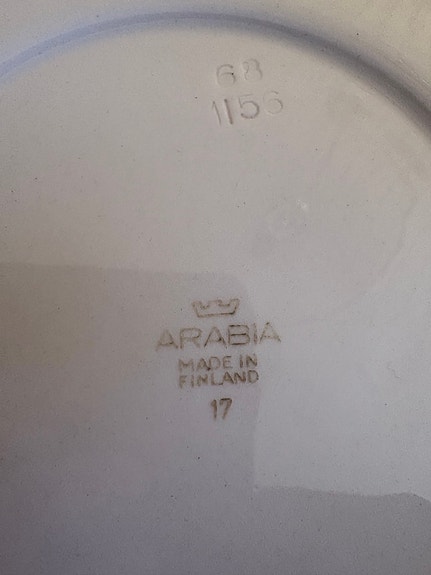 68
1156
ARABIA
MADE IN
FINLAND
17